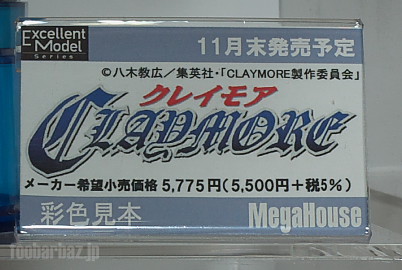 Excellent
Model
Series
11月末発売予定
©八木教広／集英社・「CLAYMORE製作委員会」
クレイモア
CLAYMORE
メーカー希望小売価格 5,775円（5,500円＋税5%）
彩色見本
MegaHouse
foobarbaz.jp